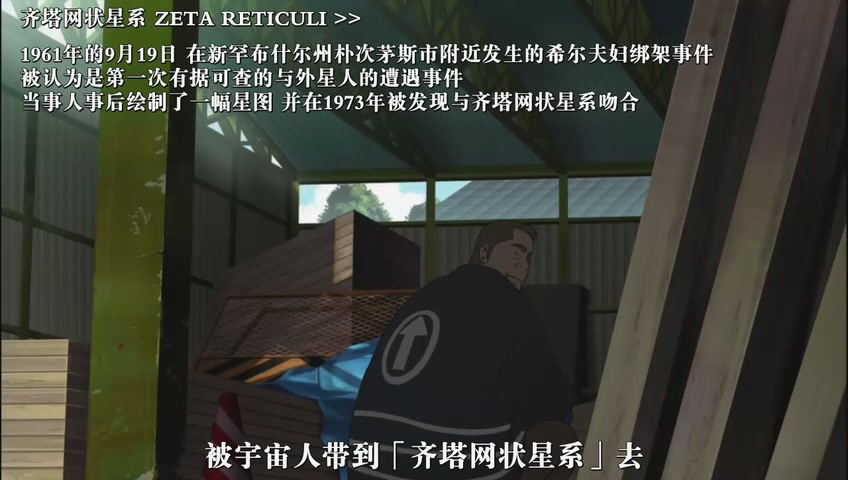 齐塔网状星系 ZETA RETICULI >>
1961年的9月19日 在新罕布什尔州朴次茅斯市附近发生的希尔夫妇绑架事件
被认为是第一次有据可查的与外星人的遭遇事件
当事人事后绘制了一幅星图 并在1973年被发现与齐塔网状星系吻合
被宇宙人带到「齐塔网状星系」去